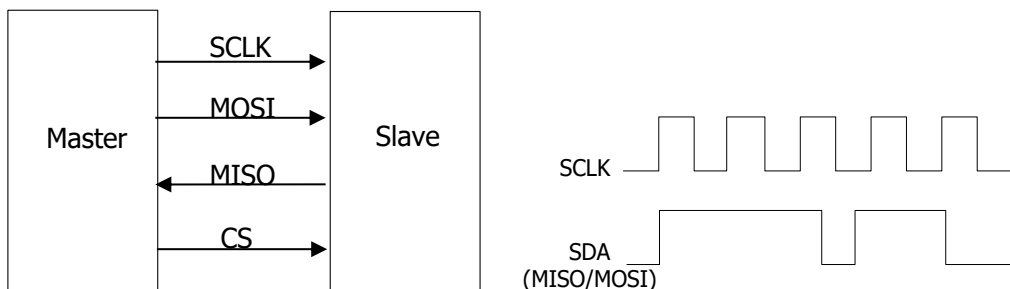 SCLK
MOSI
Master
Slave
MISO
CS
SCLK
SDA
(MISO/MOSI)